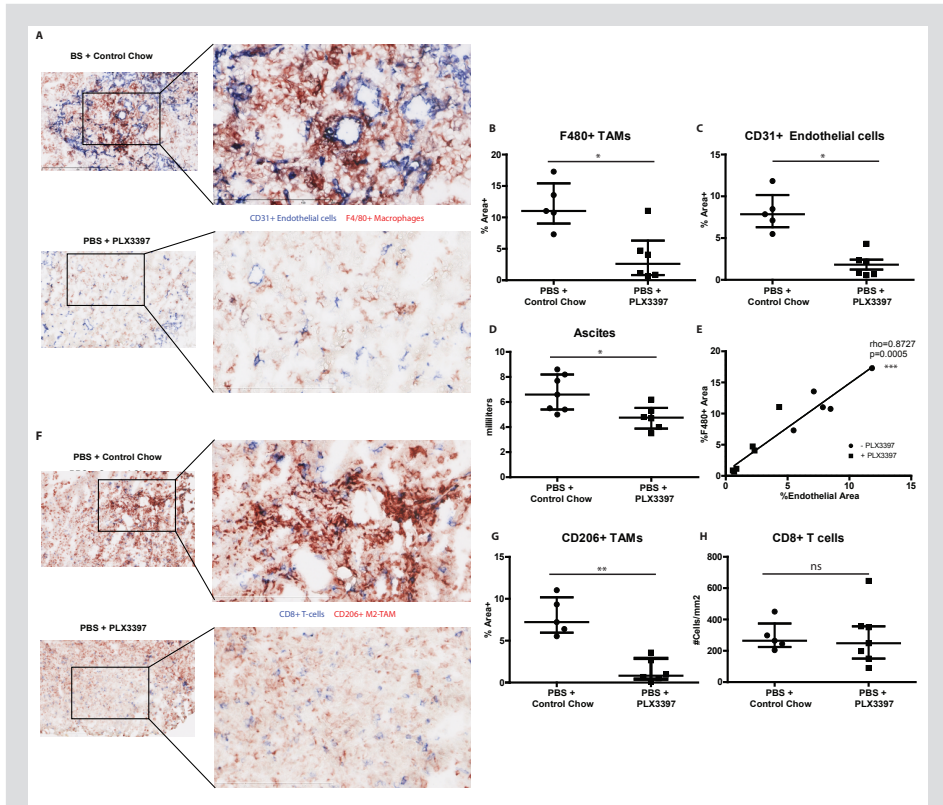 A
BS + Control Chow
CD31+ Endothelial cells F4/80+ Macrophages
PBS + PLX3397
B
F480+ TAMs
*
% Area+
20
15
10
5
0
PBS +
Control Chow
PBS +
PLX3397
C
CD31+ Endothelial cells
*
% Area+
15
10
5
0
PBS +
Control Chow
PBS +
PLX3397
D
Ascites
*
milliliters
10
8
6
4
2
0
PBS +
Control Chow
PBS +
PLX3397
E
rho=0.8727
p=0.0005
***
%F480+ Area
20
15
10
5
0
0
5
10
15
- PLX3397
+ PLX3397
%Endothelial Area
F
PBS + Control Chow
CD8+ T-cells CD206+ M2-TAM
PBS + PLX3397
G
CD206+ TAMs
**
% Area+
15
10
5
0
PBS +
Control Chow
PBS +
PLX3397
H
CD8+ T cells
ns
#Cells/mm2
800
600
400
200
0
PBS +
Control Chow
PBS +
PLX3397